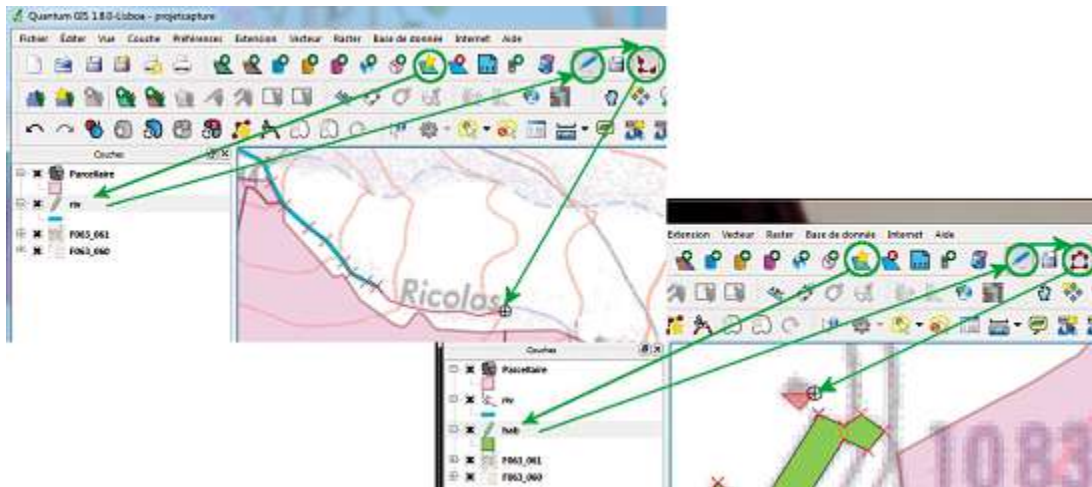 Quantum GIS 1.8.0-Lisboa - projetcapture
Fichier Éditer Vue Couche Préférences Extension Vecteur Raster Base de donnée Internet Aide
Couches
Parcellaire
riv
F063_061
F063_060
Ricolas
Extension Vecteur Raster Base de donnée Internet Aide
Couches
Parcellaire
riv
hab
F063_061
F063_060
1083